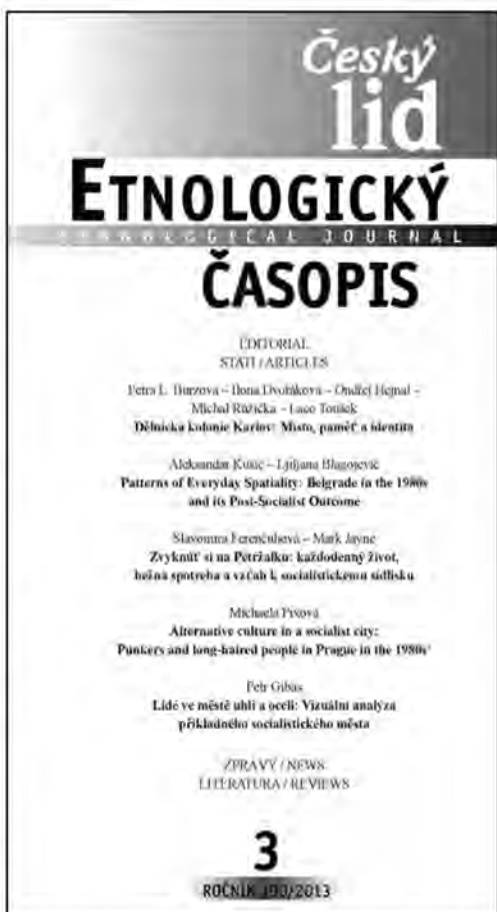 Český
lid
ETNOLOGICKÝ
JOURNAL
ČASOPIS
EDITORIAL
STATI / ARTICLES
Petra L. Burzová – Ilona Dvořáková – Ondřej Hejnal –
Michal Růžička – Laco Toušek
Dělnická kolonie Karlov: Místo, paměť a identita
Aleksandar Kušić – Ljiljana Blagojević
Patterns of Everyday Spatiality: Belgrade in the 1980s
and its Post-Socialist Outcome
Slavomíra Ferenčuhová – Mark Jayne
Zvyknúť si na Petržalku: každodenný život,
bežná spotreba a vzťah k socialistickému sídlisku
Michaela Pixová
Alternative culture in a socialist city:
Punkers and long-haired people in Prague in the 1980s
Petr Gibas
Lidé ve městě uhlí a oceli: Vizuální analýza
příkladného socialistického města
ZPRÁVY / NEWS
LITERATURA / REVIEWS
3
ROČNÍK 100/2013